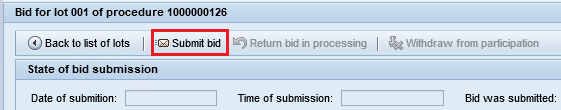 Bid for lot 001 of procedure 1000000126
Back to list of lots Submit bid Return bid in processing Withdraw from participation
State of bid submission
Date of submition: Time of submission: Bid was submitted: